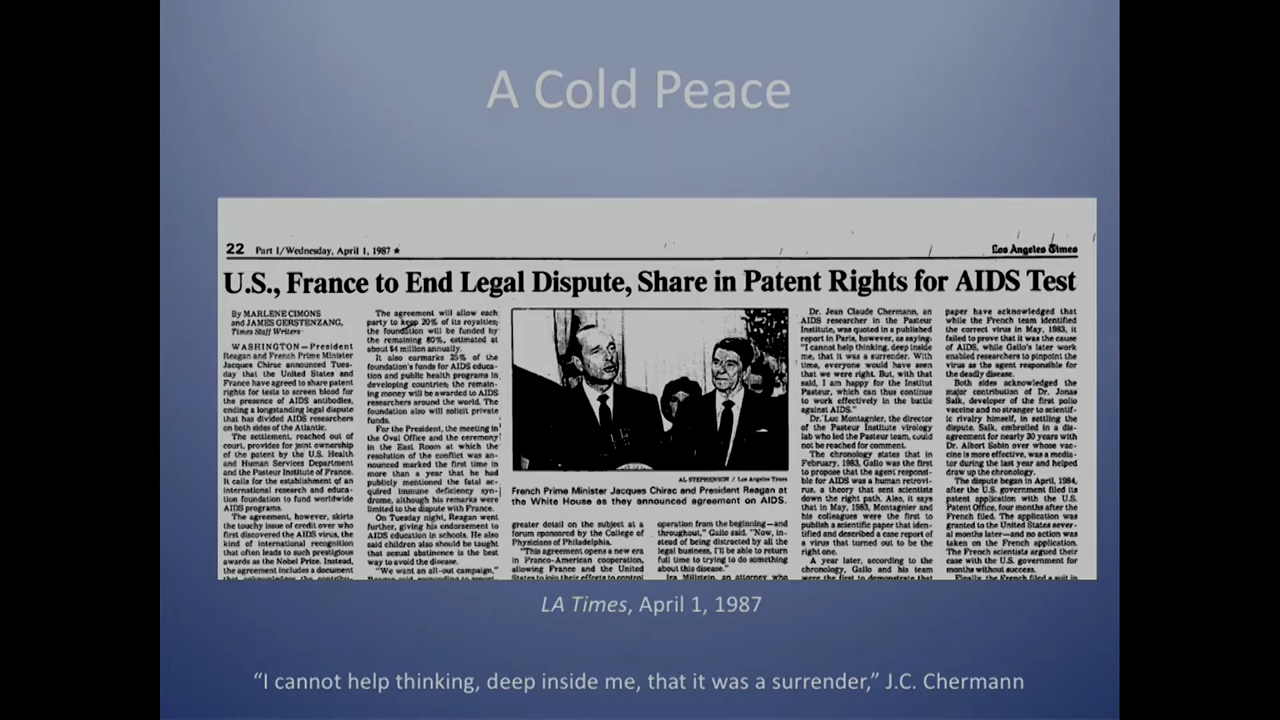 A Cold Peace
22 Part I/Wednesday, April 1, 1987 ★
Los Angeles Times
U.S., France to End Legal Dispute, Share in Patent Rights for AIDS Test
By MARLENE CIMONS
and JAMES GERSTENZANG,
Times Staff Writers
WASHINGTON—President
Reagan and French Prime Minister
Jacques Chirac announced Tues-
day that the United States and
France have agreed to share patent
rights for tests to screen blood for
the presence of AIDS antibodies,
ending a longstanding legal dispute
that has divided AIDS researchers
on both sides of the Atlantic.
The settlement, reached out of
court, provides for joint ownership
of the patent by the U.S. Health
and Human Services Department
and the Pasteur Institute of France.
It calls for the establishment of an
international research and educa-
tion foundation to fund worldwide
AIDS programs.
The agreement, however, skirts
the touchy issue of credit over who
first discovered the AIDS virus, the
kind of international recognition
that often leads to such prestigious
awards as the Nobel Prize. Instead,
the agreement includes a document
The agreement will allow each
party to keep 20% of its royalties;
the foundation will be funded by
the remaining 80%, estimated at
about $4 million annually.
It also earmarks 25% of the
foundation's funds for AIDS educa-
tion and public health programs in
developing countries; the remain-
ing money will be awarded to AIDS
researchers around the world. The
foundation also will solicit private
funds.
For the President, the meeting in
the Oval Office and the ceremony
in the East Room at which the
resolution of the conflict was an-
nounced marked the first time in
more than a year that he had
publicly mentioned the fatal ac-
quired immune deficiency syn-
drome, although his remarks were
limited to the dispute with France.
On Tuesday night, Reagan went
further, giving his endorsement to
AIDS education in schools. He also
said children also should be taught
that sexual abstinence is the best
way to avoid the disease.
"We want an all-out campaign,"
AL STEPHENSON / Los Angeles Times
French Prime Minister Jacques Chirac and President Reagan at
the White House as they announced agreement on AIDS.
greater detail on the subject at a
forum sponsored by the College of
Physicians of Philadelphia.
"This agreement opens a new era
in Franco-American cooperation,
allowing France and the United
States to join their efforts to control
operation from the beginning—and
throughout," Gallo said. "Now, in-
stead of being distracted by all the
legal business, I'll be able to return
full time to trying to do something
about this disease."
Ira Millstein, an attorney who
Dr. Jean Claude Chermann, an
AIDS researcher in the Pasteur
Institute, was quoted in a published
report in Paris, however, as saying:
"I cannot help thinking, deep inside
me, that it was a surrender. With
time, everyone would have seen
that we were right. But, with that
said, I am happy for the Institut
Pasteur, which can thus continue
to work effectively in the battle
against AIDS."
Dr. Luc Montagnier, the director
of the Pasteur Institute virology
lab who led the Pasteur team, could
not be reached for comment.
The chronology states that in
February, 1983, Gallo was the first
to propose that the agent respond-
ble for AIDS was a human retrovi-
rus, a theory that sent scientists
down the right path. Also, it says
that in May, 1983, Montagnier and
his colleagues were the first to
publish a scientific paper that iden-
tified and described a case report of
a virus that turned out to be the
right one.
A year later, according to the
chronology, Gallo and his team
were the first to demonstrate that
paper have acknowledged that
while the French team identified
the correct virus in May, 1983, it
failed to prove that it was the cause
of AIDS, while Gallo's later work
enabled researchers to pinpoint the
virus as the agent responsible for
the deadly disease.
Both sides acknowledged the
major contribution of Dr. Jonas
Salk, developer of the first polio
vaccine and no stranger to scientif-
ic rivalry himself, in settling the
dispute. Salk, embroiled in a dis-
agreement for nearly 30 years with
Dr. Albert Sabin over whose vac-
cine is more effective, was a media-
tor during the last year and helped
draw up the chronology.
The dispute began in April, 1984,
after the U.S. government filed its
patent application with the U.S.
Patent Office, four months after the
French filed. The application was
granted to the United States sever-
al months later—and no action was
taken on the French application.
The French scientists argued their
case with the U.S. government for
months without success.
Finally, the French filed a suit in
LA Times, April 1, 1987
“I cannot help thinking, deep inside me, that it was a surrender,” J.C. Chermann